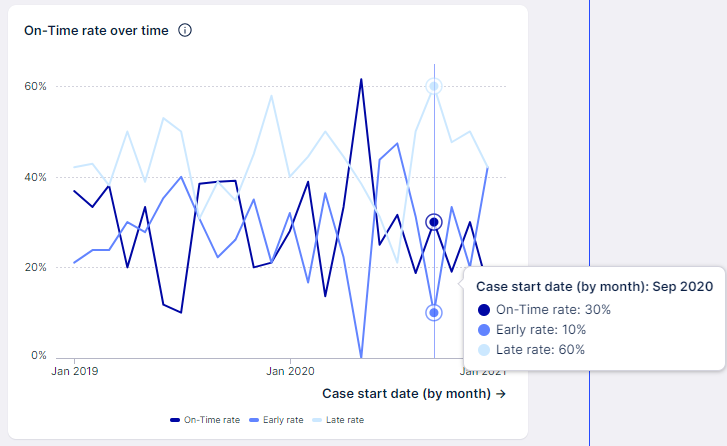 On-Time rate over time
60%
40%
20%
0%
Jan 2019
Jan 2020
Jan 2021
Case start date (by month): Sep 2020
On-Time rate: 30%
Early rate: 10%
Late rate: 60%
Case start date (by month) →
On-Time rate
Early rate
Late rate